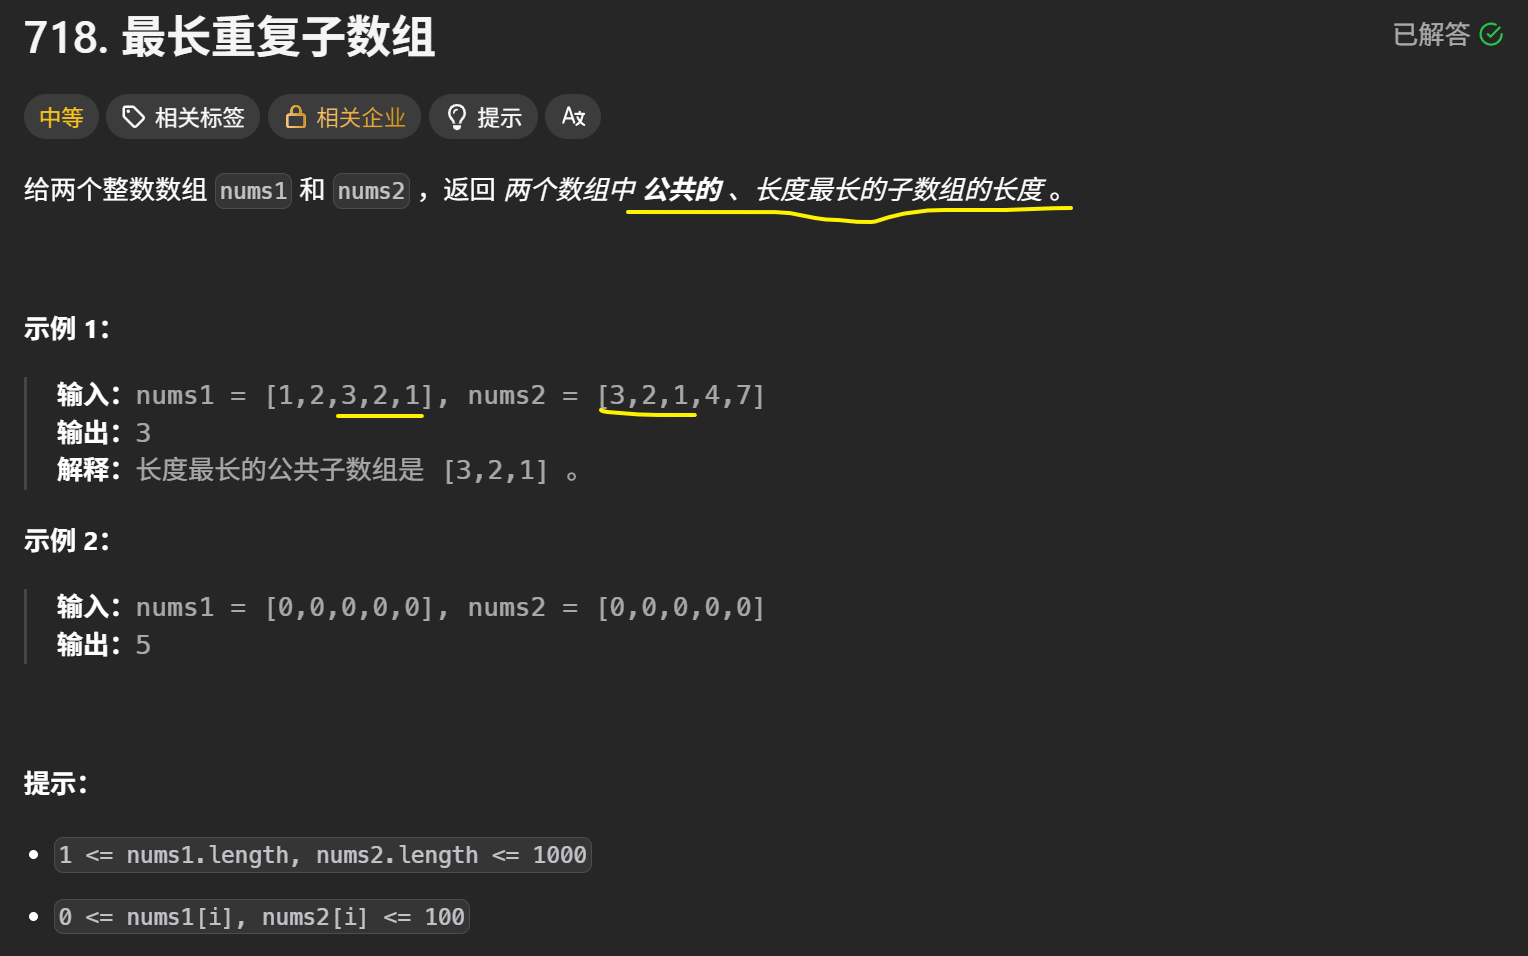 718. 最长重复子数组
已解答
中等 相关标签 相关企业 提示 Ax
给两个整数数组 nums1 和 nums2 ，返回 两个数组中 公共的 、长度最长的子数组的长度 。
示例 1：
输入：nums1 = [1,2,3,2,1], nums2 = [3,2,1,4,7]
输出：3
解释：长度最长的公共子数组是 [3,2,1] 。
示例 2：
输入：nums1 = [0,0,0,0,0], nums2 = [0,0,0,0,0]
输出：5
提示：
1 <= nums1.length, nums2.length <= 1000
0 <= nums1[i], nums2[i] <= 100